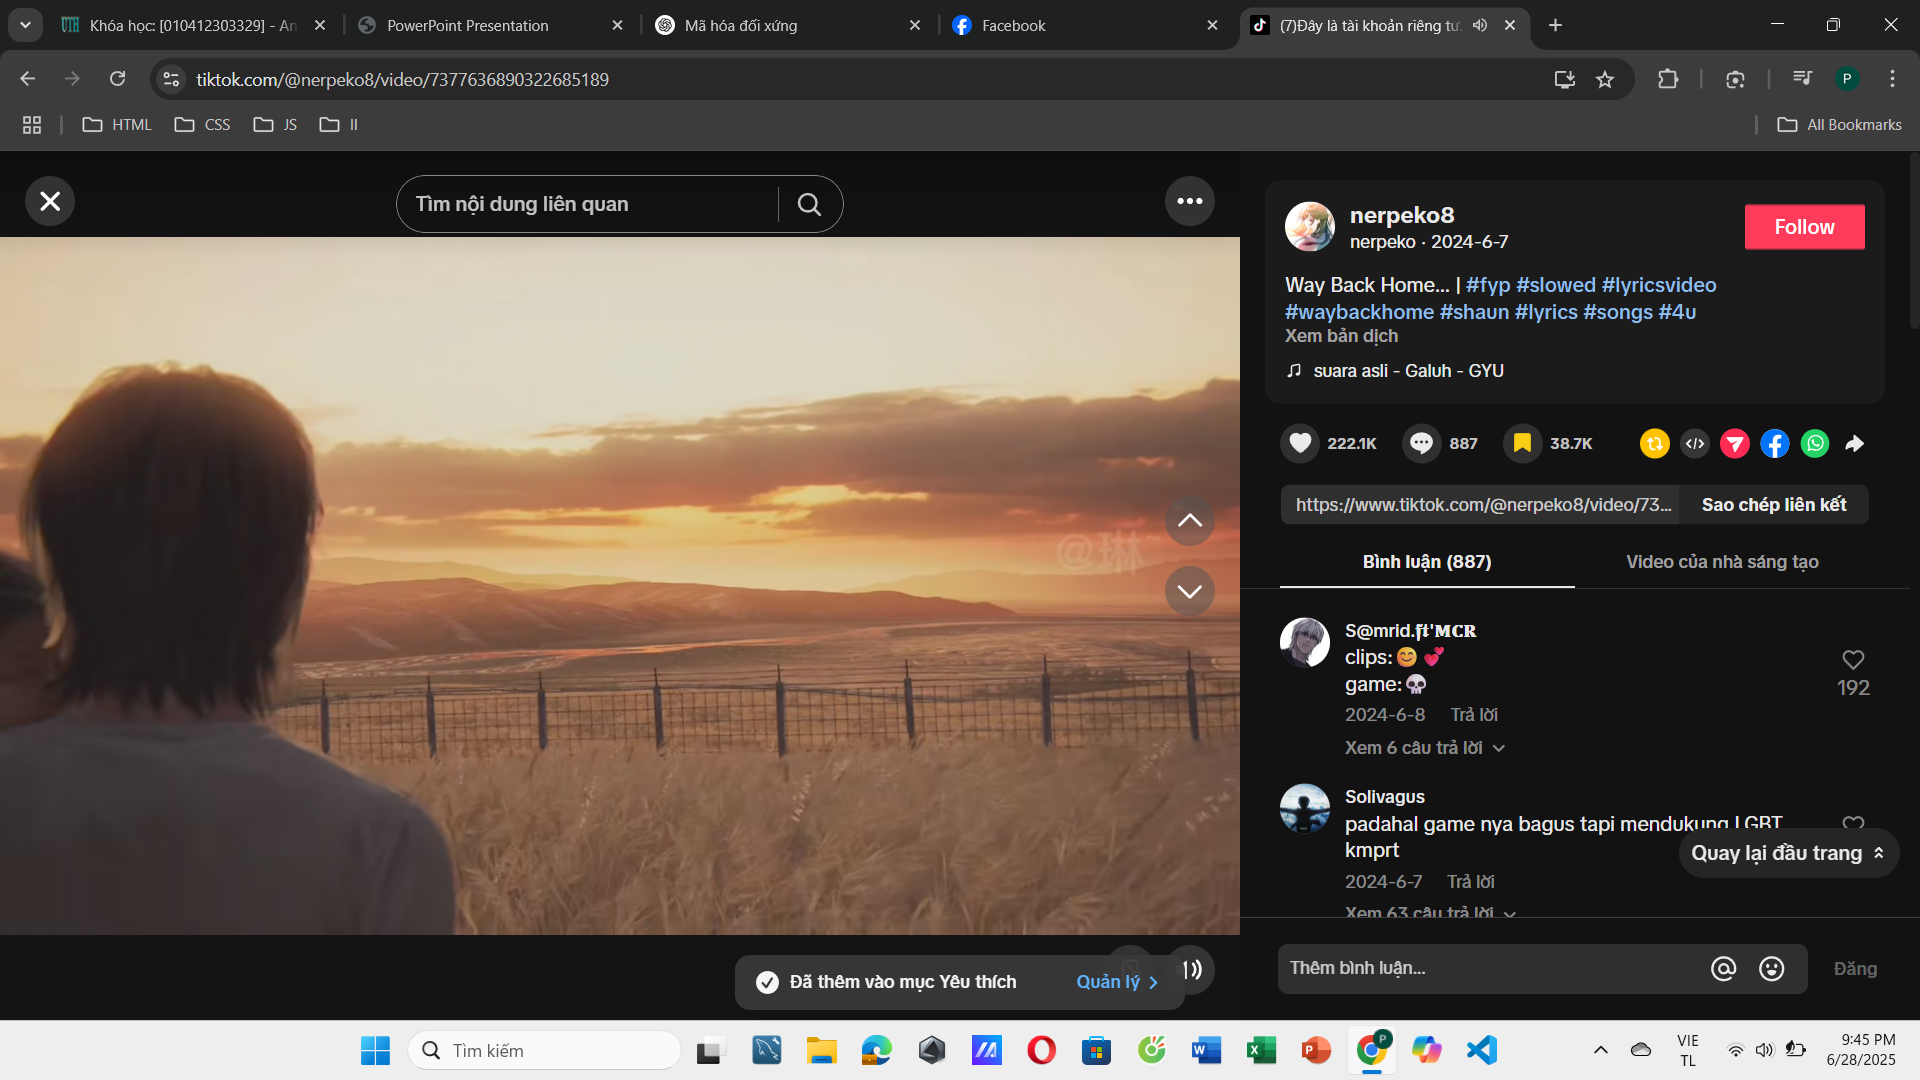 Khóa học: [010412303329] - An
PowerPoint Presentation
Mã hóa đối xứng
Facebook
(7)Đây là tài khoản riêng tư.
tiktok.com/@nerpeko8/video/7377636890322685189
P
HTML
CSS
JS
II
All Bookmarks
Tìm nội dung liên quan
@琳
nerpeko8
nerpeko · 2024-6-7
Follow
Way Back Home... | #fyp #slowed #lyricsvideo
#waybackhome #shaun #lyrics #songs #4u
Xem bản dịch
suara asli - Galuh - GYU
222.1K
887
38.7K
https://www.tiktok.com/@nerpeko8/video/73...
Sao chép liên kết
Bình luận (887)
Video của nhà sáng tạo
S@mrid.𝖋𝖙'𝐌𝐂𝐑
clips:😊 💕
game:💀
192
2024-6-8 Trả lời
Xem 6 câu trả lời
Solivagus
padahal game nya bagus tapi mendukung LGBT
kmprt
Quay lại đầu trang
2024-6-7 Trả lời
Xem 63 câu trả lời
Đã thêm vào mục Yêu thích
Quản lý
Thêm bình luận...
Đăng
Tìm kiếm
VIE
TL
9:45 PM
6/28/2025